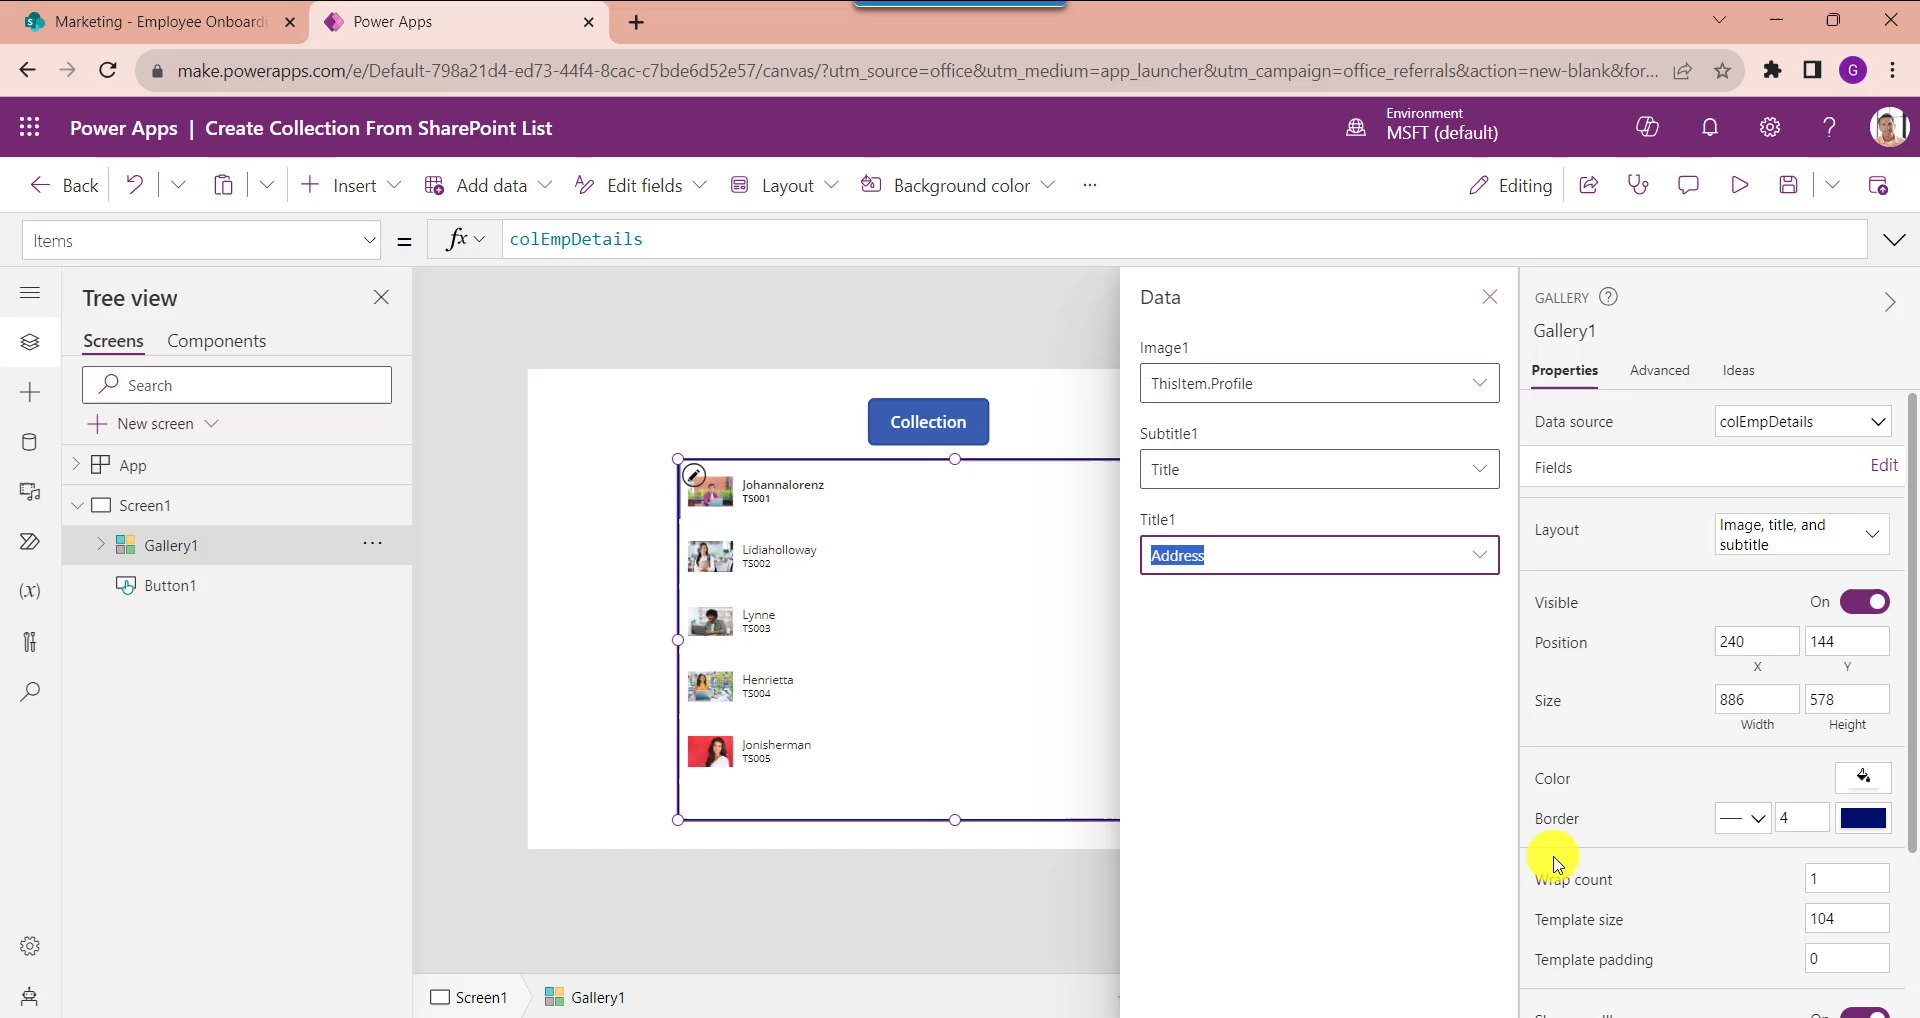 Marketing - Employee Onboardi
Power Apps
make.powerapps.com/e/Default-798a21d4-ed73-44f4-8cac-c7bde6d52e57/canvas/?utm_source=office&utm_medium=app_launcher&utm_campaign=office_referrals&action=new-blank&for...
G
Power Apps | Create Collection From SharePoint List
Environment
MSFT (default)
Back
Insert
Add data
Edit fields
Layout
Background color
Editing
Items
=
fx
colEmpDetails
Tree view
Screens
Components
Search
New screen
App
Screen1
Gallery1
Button1
Collection
Johannalorenz
TS001
Lidiaholloway
TS002
Lynne
TS003
Henrietta
TS004
Jonisherman
TS005
Screen1
Gallery1
Data
Image1
ThisItem.Profile
Subtitle1
Title
Title1
Address
GALLERY
Gallery1
Properties
Advanced
Ideas
Data source
colEmpDetails
Fields
Edit
Layout
Image, title, and
subtitle
Visible
On
Position
240
144
X
Y
Size
886
578
Width
Height
Color
Border
4
Wrap count
1
Template size
104
Template padding
0